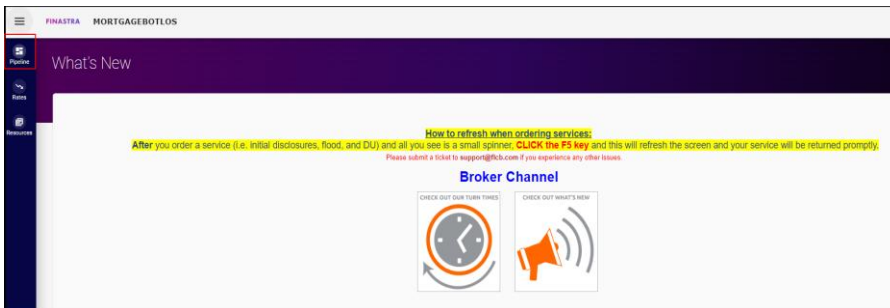 FINASTRA MORTGAGEBOTLOS
Pipeline
What's New
Rates
Resources
How to refresh when ordering services:
After you order a service (i.e. initial disclosures, flood, and DU) and all you see is a small spinner, CLICK the F5 key and this will refresh the screen and your service will be returned promptly.
Please submit a ticket to support@flcb.com if you experience any other issues.
Broker Channel
CHECK OUT OUR TURN TIMES
CHECK OUT WHAT'S NEW